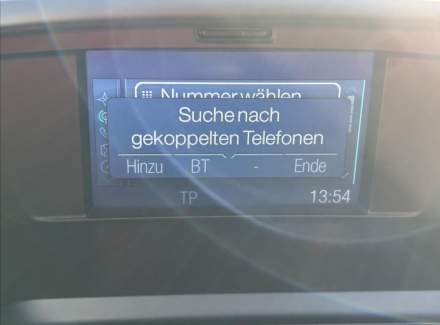 Nummer wählen
Suche nach
gekoppelten Telefonen
Hinzu BT - Ende
TP 13:54